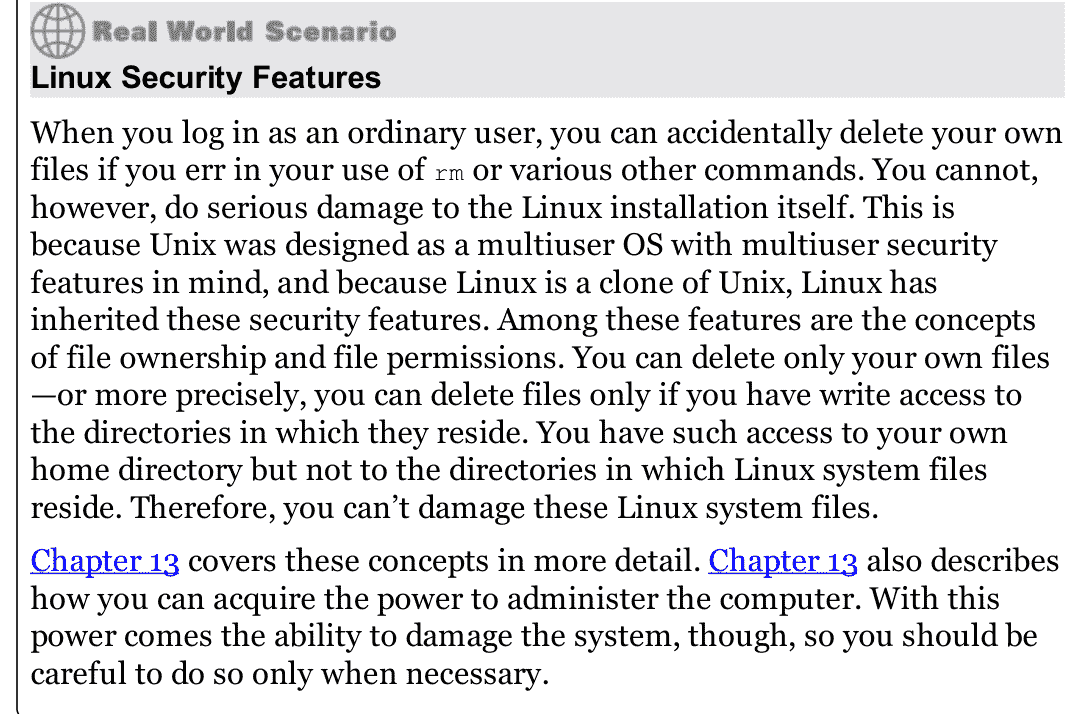 Real World Scenario
Linux Security Features
When you log in as an ordinary user, you can accidentally delete your own
files if you err in your use of rm or various other commands. You cannot,
however, do serious damage to the Linux installation itself. This is
because Unix was designed as a multiuser OS with multiuser security
features in mind, and because Linux is a clone of Unix, Linux has
inherited these security features. Among these features are the concepts
of file ownership and file permissions. You can delete only your own files
—or more precisely, you can delete files only if you have write access to
the directories in which they reside. You have such access to your own
home directory but not to the directories in which Linux system files
reside. Therefore, you can’t damage these Linux system files.
Chapter 13 covers these concepts in more detail. Chapter 13 also describes
how you can acquire the power to administer the computer. With this
power comes the ability to damage the system, though, so you should be
careful to do so only when necessary.